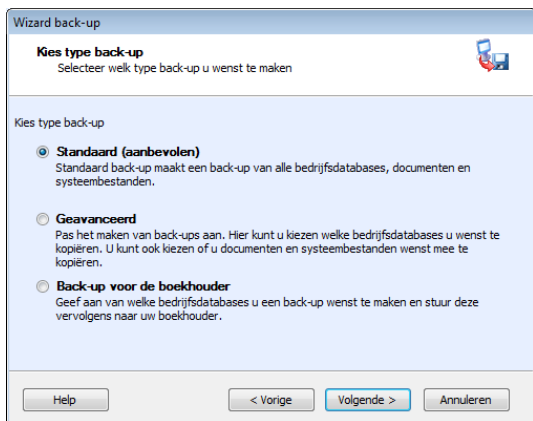 Wizard back-up
Kies type back-up
Selecteer welk type back-up u wenst te maken
Kies type back-up
Standaard (aanbevolen)
Standaard back-up maakt een back-up van alle bedrijfsdatabases, documenten en
systeembestanden.
Geavanceerd
Pas het maken van back-ups aan. Hier kunt u kiezen welke bedrijfsdatabases u wenst te
kopiëren. U kunt ook kiezen of u documenten en systeembestanden wenst mee te
kopiëren.
Back-up voor de boekhouder
Geef aan van welke bedrijfsdatabases u een back-up wenst te maken en stuur deze
vervolgens naar uw boekhouder.
Help
< Vorige
Volgende >
Annuleren